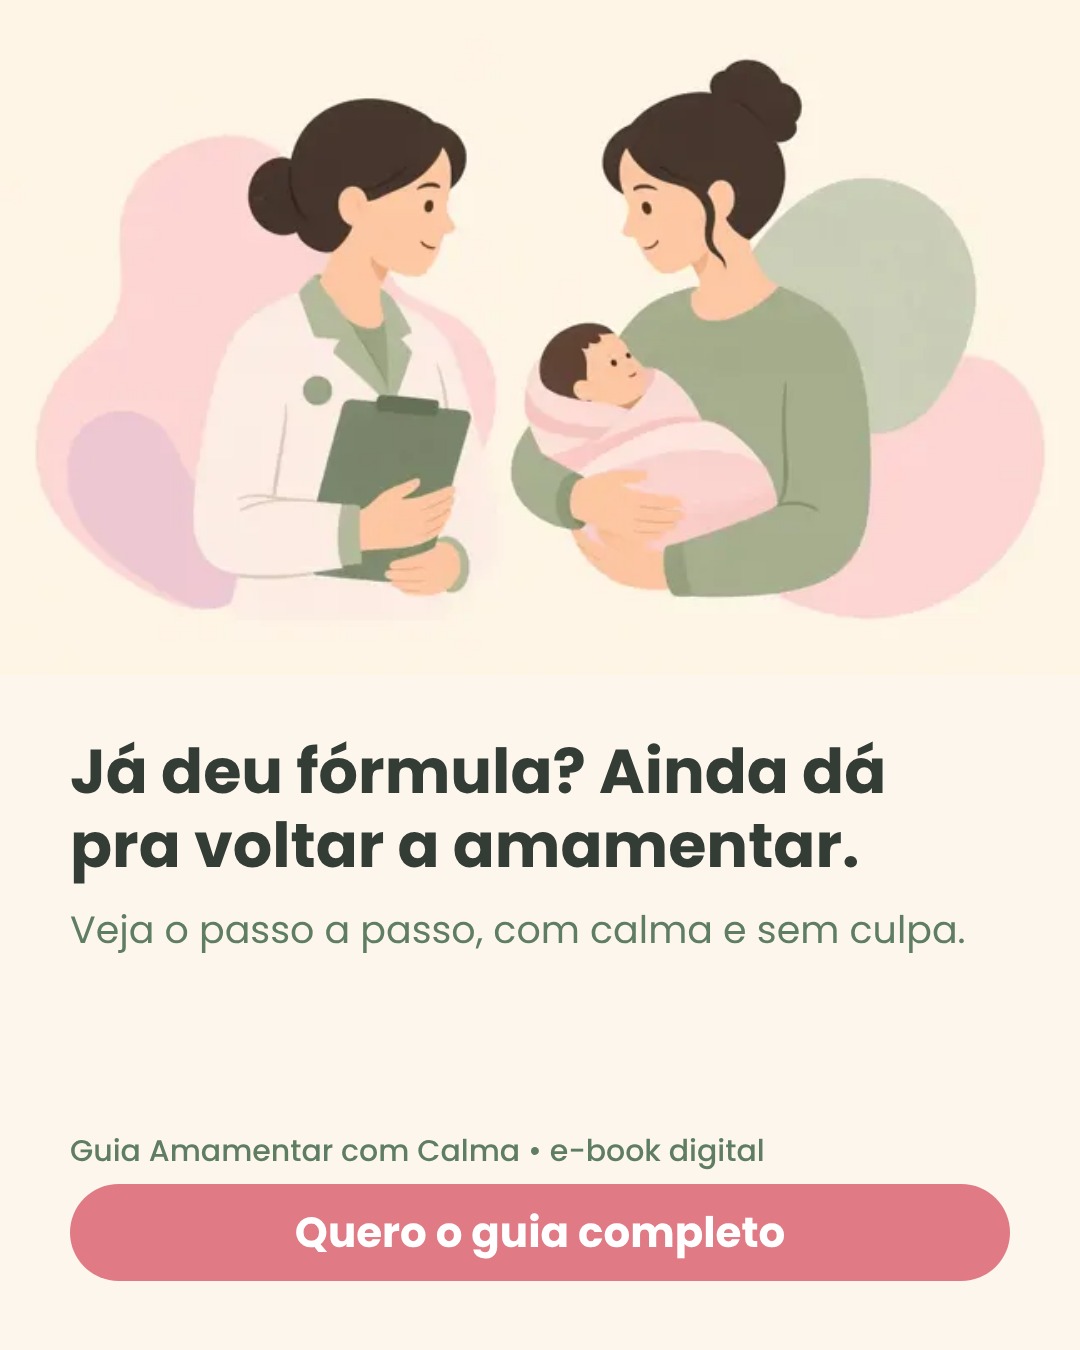 Já deu fórmula? Ainda dá
pra voltar a amamentar.
Veja o passo a passo, com calma e sem culpa.
Guia Amamentar com Calma • e-book digital
Quero o guia completo